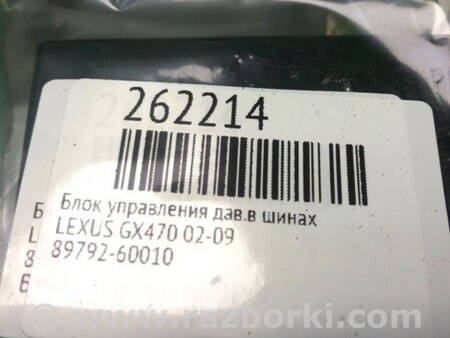 262214
Блок управления дав.в шинах
LEXUS GX470 02-09
89792-60010
www.razborki.com